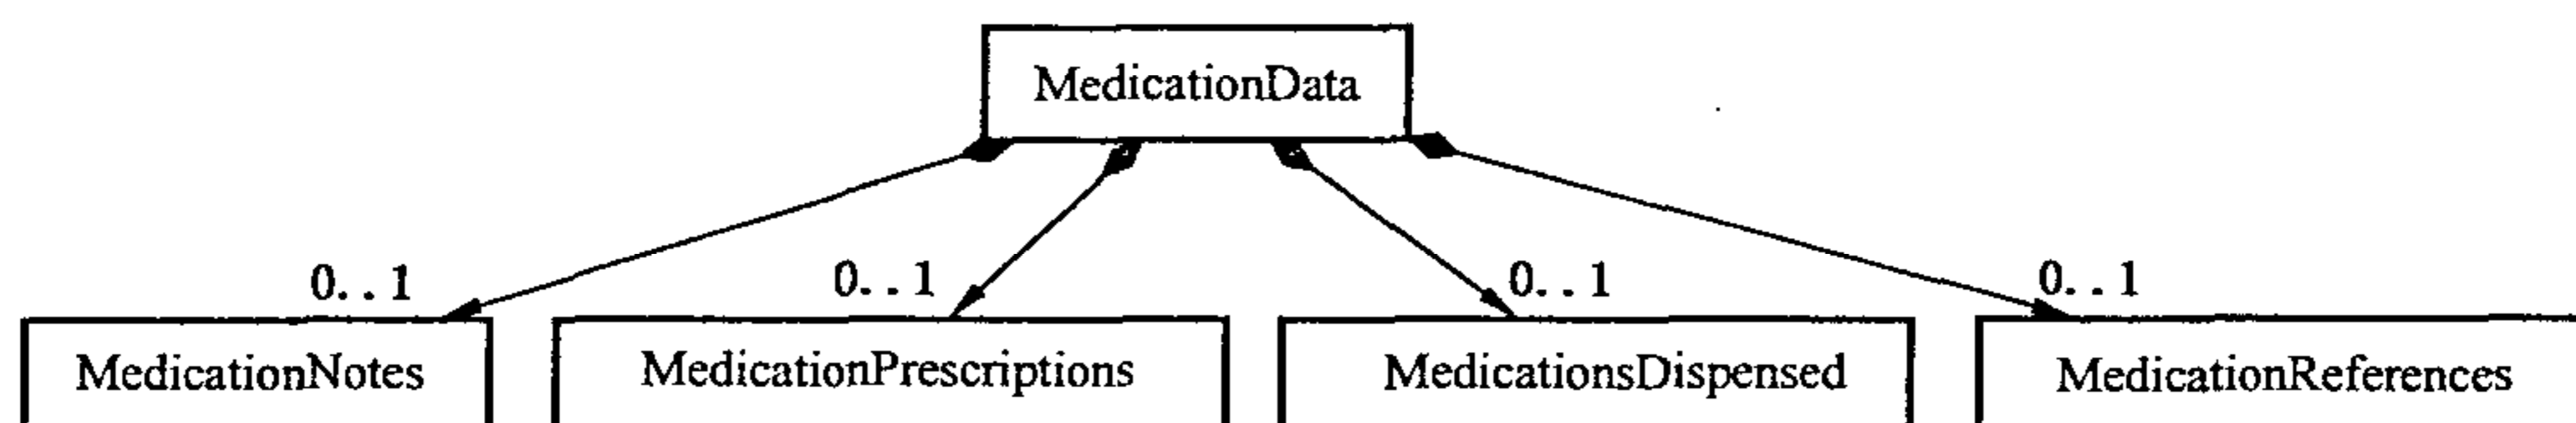 MedicationData
0..1 0..1 0..1 0..1
MedicationNotes MedicationPrescriptions MedicationsDispensed MedicationReferences